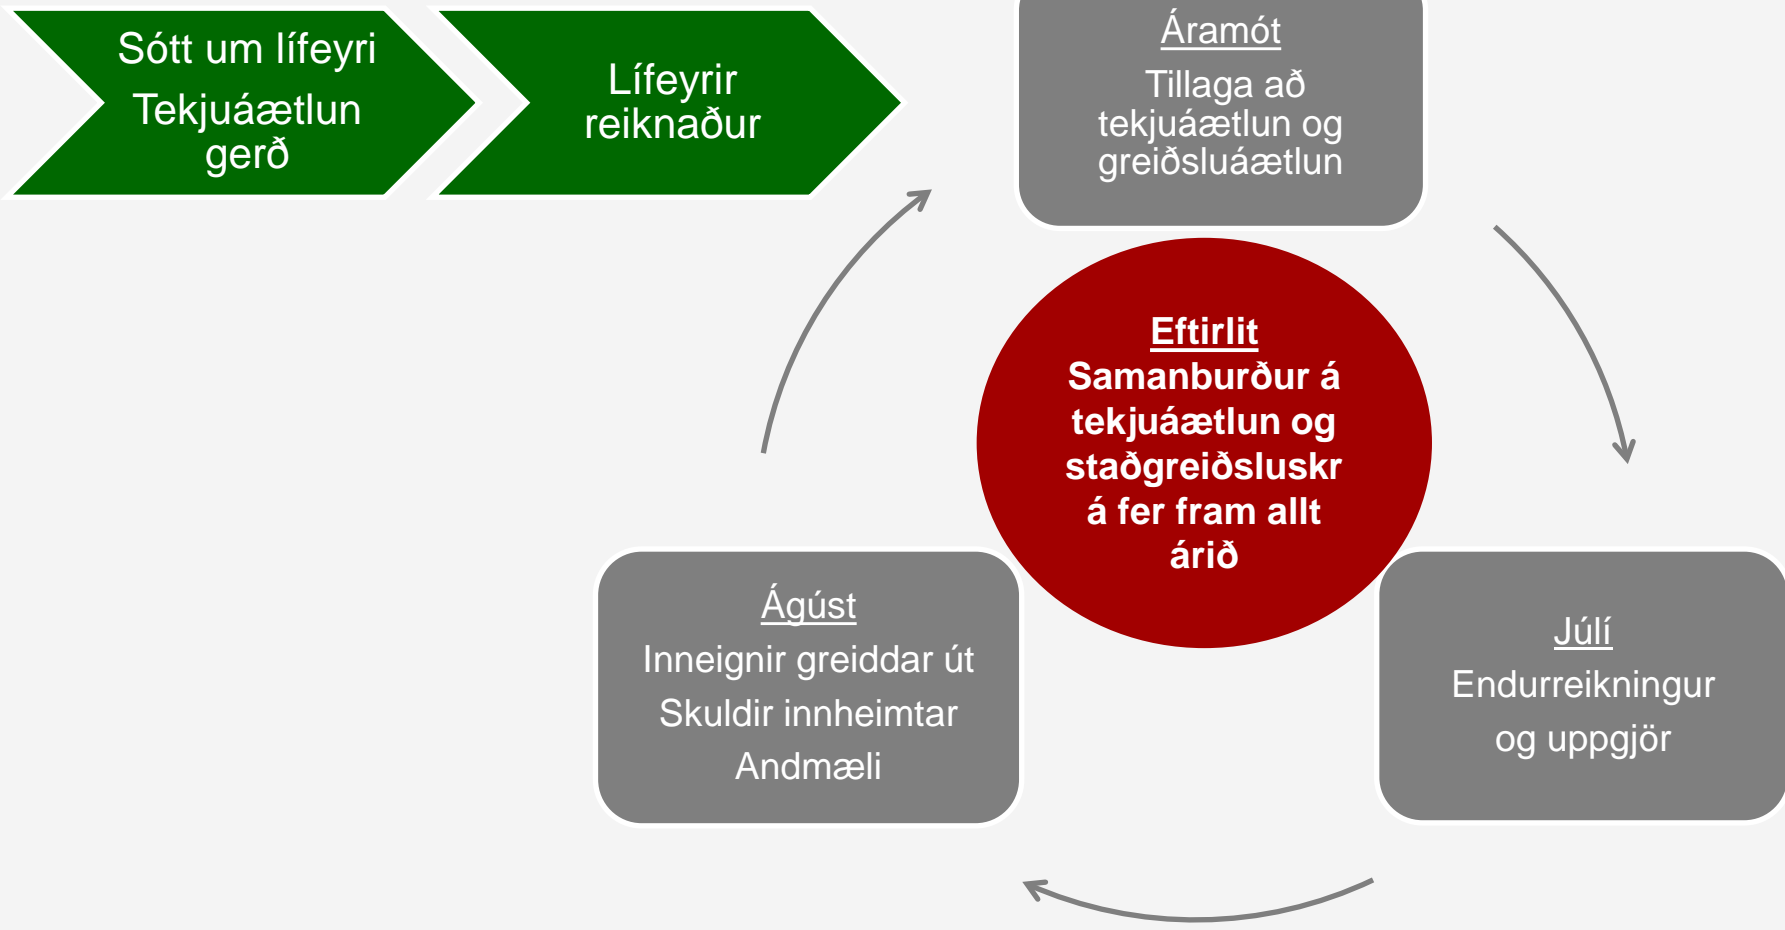 Sótt um lífeyri
Tekjuáætlun
gerð
Lífeyrir
reiknaður
Áramót
Tillaga að
tekjuáætlun og
greiðsluáætlun
Eftirlit
Samanburður á
tekjuáætlun og
staðgreiðsluskr
á fer fram allt
árið
Júlí
Endurreikningur
og uppgjör
Ágúst
Inneignir greiddar út
Skuldir innheimtar
Andmæli